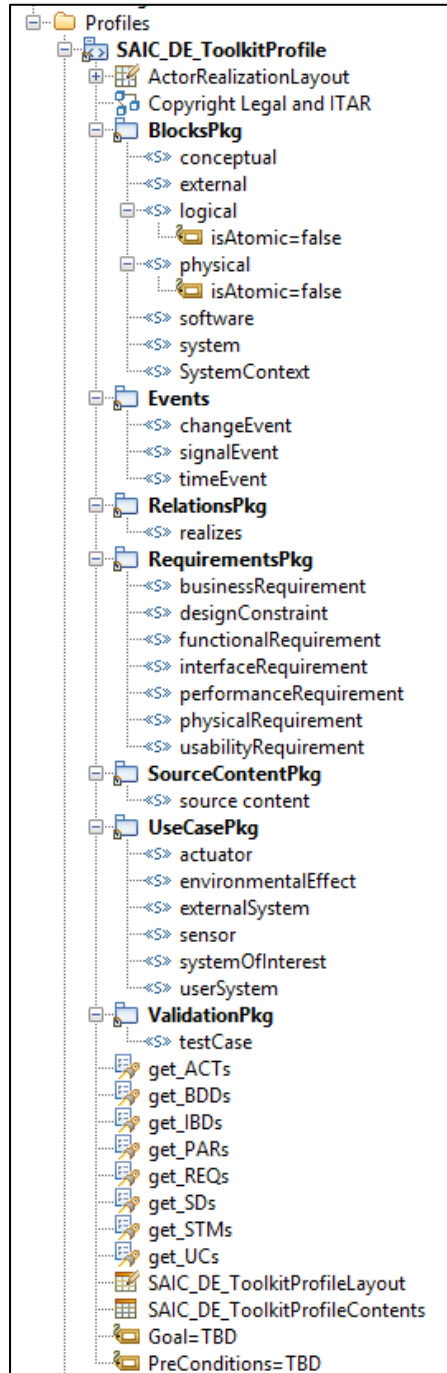 Profiles
SAIC_DE_ToolkitProfile
ActorRealizationLayout
Copyright Legal and ITAR
BlocksPkg
«S» conceptual
«S» external
«S» logical
isAtomic=false
«S» physical
isAtomic=false
«S» software
«S» system
«S» SystemContext
Events
«S» changeEvent
«S» signalEvent
«S» timeEvent
RelationsPkg
«S» realizes
RequirementsPkg
«S» businessRequirement
«S» designConstraint
«S» functionalRequirement
«S» interfaceRequirement
«S» performanceRequirement
«S» physicalRequirement
«S» usabilityRequirement
SourceContentPkg
«S» source content
UseCasePkg
«S» actuator
«S» environmentalEffect
«S» externalSystem
«S» sensor
«S» systemOfInterest
«S» userSystem
ValidationPkg
«S» testCase
get_ACTs
get_BDDs
get_IBDs
get_PARs
get_REQs
get_SDs
get_STMs
get_UCs
SAIC_DE_ToolkitProfileLayout
SAIC_DE_ToolkitProfileContents
Goal=TBD
PreConditions=TBD